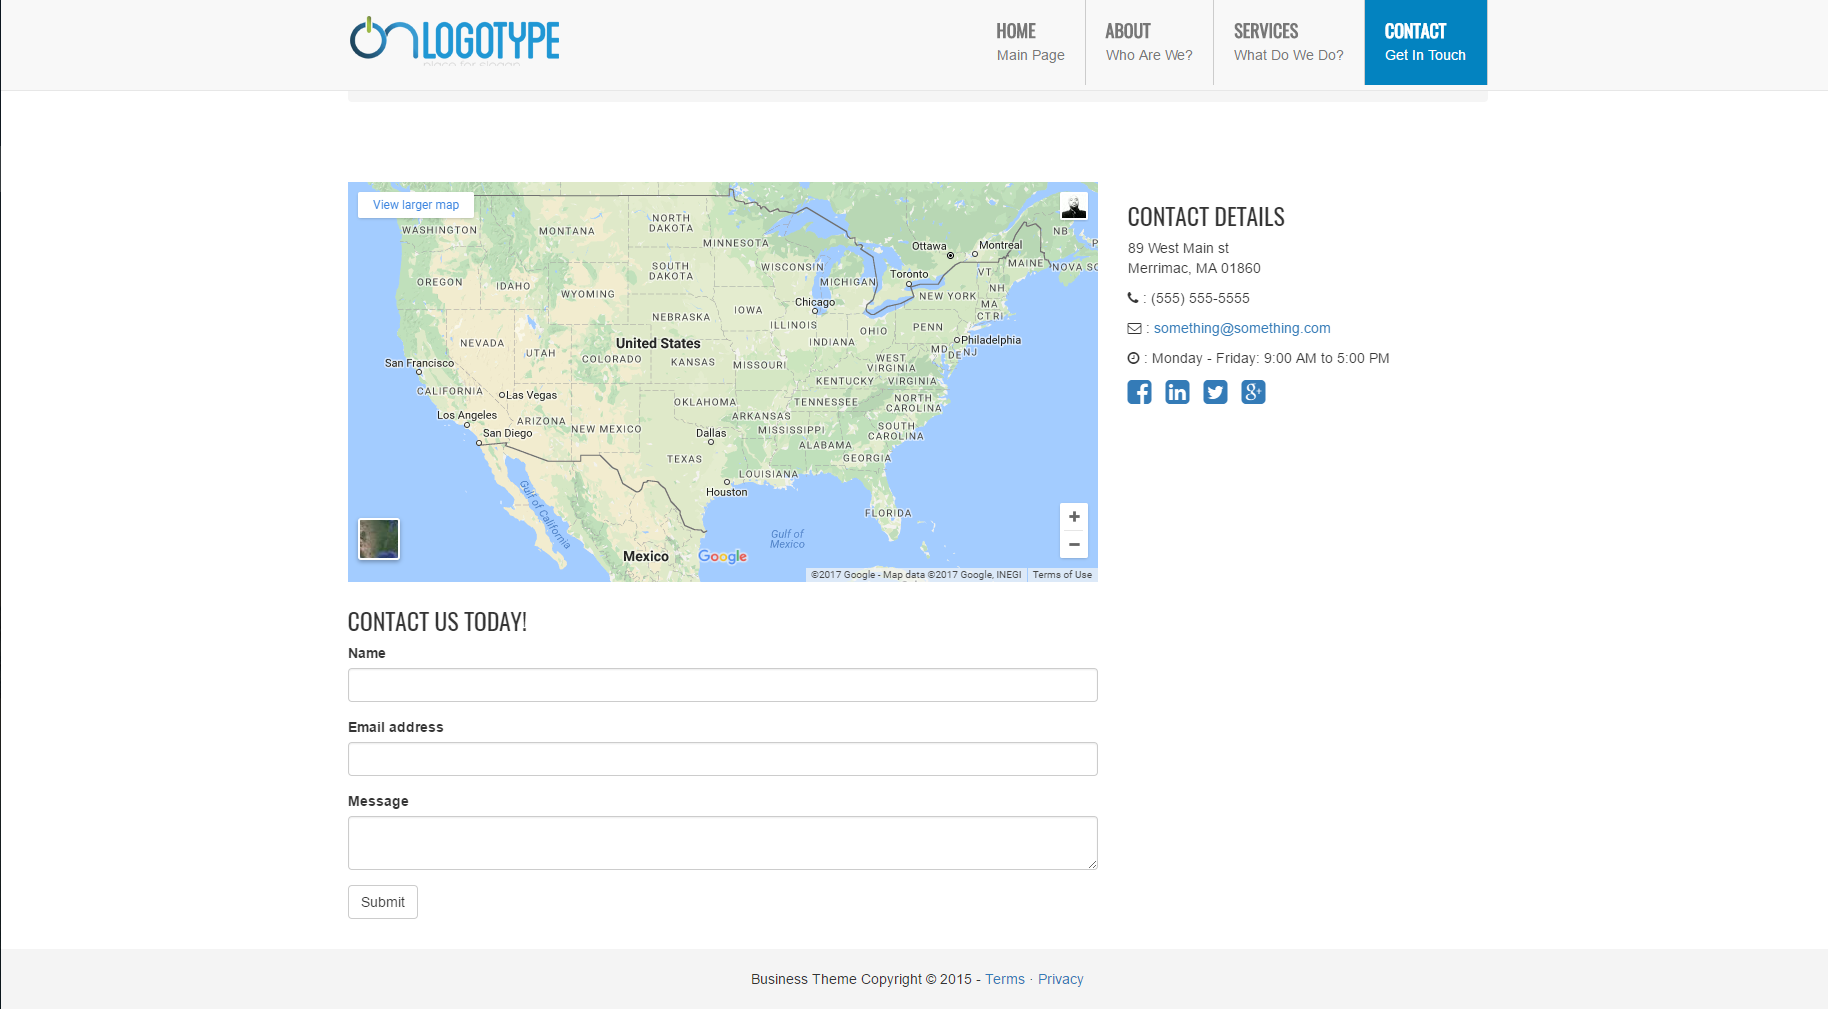 LOGOTYPE
place for slogan
HOME
Main Page
ABOUT
Who Are We?
SERVICES
What Do We Do?
CONTACT
Get In Touch
View larger map
WASHINGTON
MONTANA
NORTH
DAKOTA
MINNESOTA
Ottawa
Montreal
NB
P
OREGON
IDAHO
SOUTH
DAKOTA
WISCONSIN
MICHIGAN
Toronto
VT
MAINE
NOVA SC
WYOMING
NEW YORK
NH
MA
CT
RI
Chicago
IOWA
NEBRASKA
ILLINOIS
INDIANA
OHIO
PENN
Philadelphia
NEVADA
UTAH
COLORADO
United States
KANSAS
MISSOURI
WEST
VIRGINIA
MD
DE
NJ
San Francisco
CALIFORNIA
Las Vegas
KENTUCKY
VIRGINIA
Los Angeles
ARIZONA
NEW MEXICO
OKLAHOMA
ARKANSAS
TENNESSEE
NORTH
CAROLINA
San Diego
Dallas
MISSISSIPPI
ALABAMA
SOUTH
CAROLINA
TEXAS
LOUISIANA
GEORGIA
Houston
Gulf of California
FLORIDA
Gulf of
Mexico
Mexico
Google
+
−
©2017 Google - Map data ©2017 Google, INEGI
Terms of Use
CONTACT DETAILS
89 West Main st
Merrimac, MA 01860
: (555) 555-5555
: something@something.com
: Monday - Friday: 9:00 AM to 5:00 PM
CONTACT US TODAY!
Name
Email address
Message
Submit
Business Theme Copyright © 2015 - Terms · Privacy